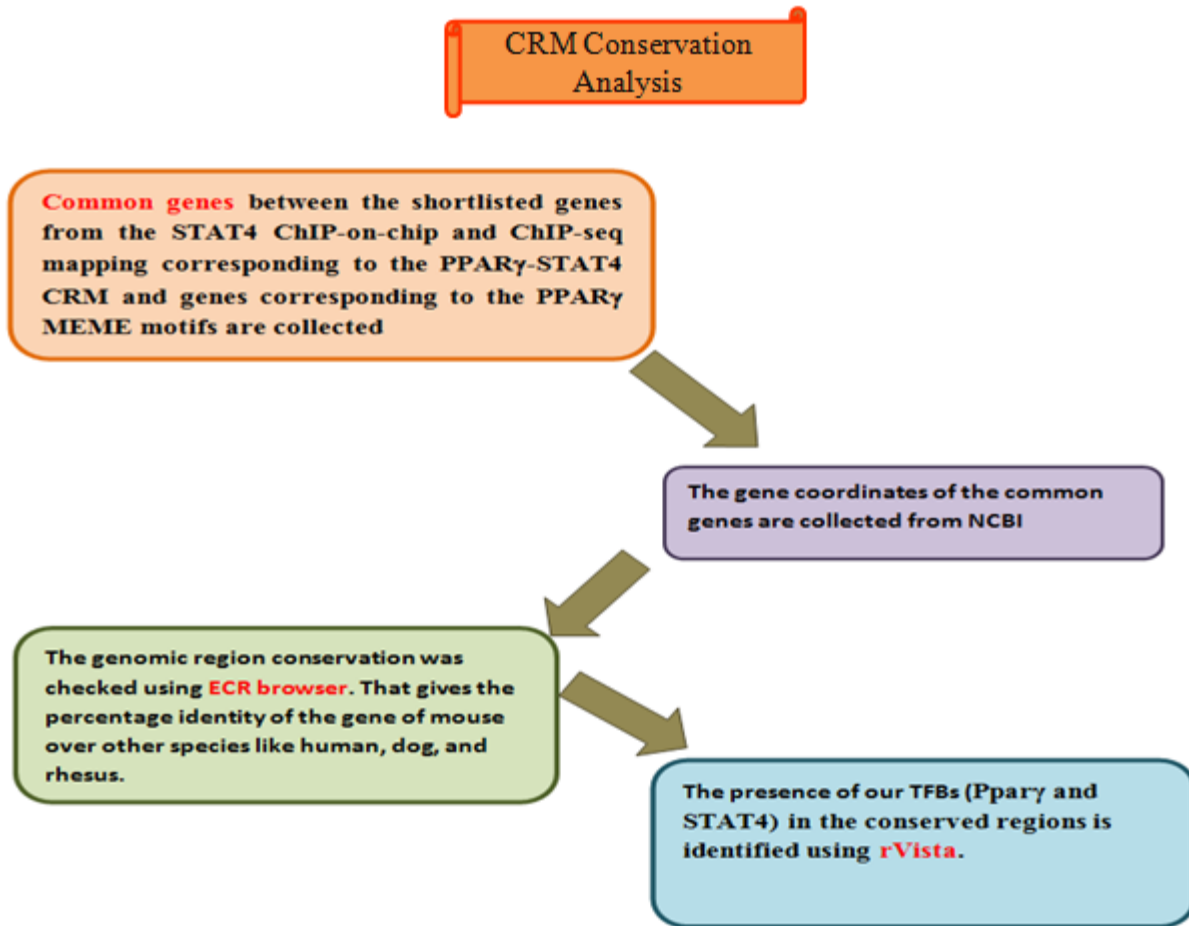 CRM Conservation
Analysis
Common genes between the shortlisted genes
from the STAT4 ChIP-on-chip and ChIP-seq
mapping corresponding to the PPARγ-STAT4
CRM and genes corresponding to the PPARγ
MEME motifs are collected
The gene coordinates of the common
genes are collected from NCBI
The genomic region conservation was
checked using ECR browser. That gives the
percentage identity of the gene of mouse
over other species like human, dog, and
rhesus.
The presence of our TFBs (Pparγ and
STAT4) in the conserved regions is
identified using rVista.